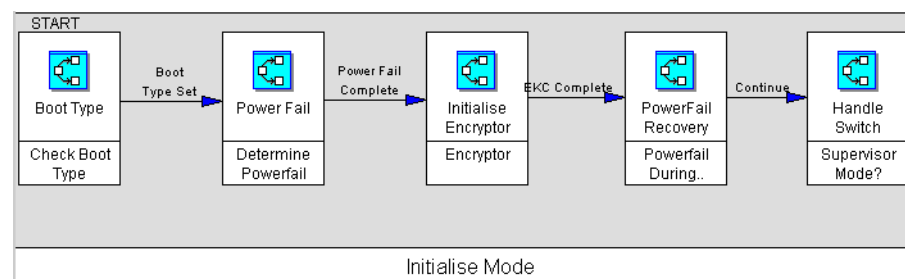 START
Boot Type
Check Boot
Type
Boot
Type Set
Power Fail
Determine
Powerfail
Power Fail
Complete
Initialise
Encryptor
Encryptor
EKC Complete
PowerFail
Recovery
Powerfail
During..
Continue
Handle
Switch
Supervisor
Mode?
Initialise Mode